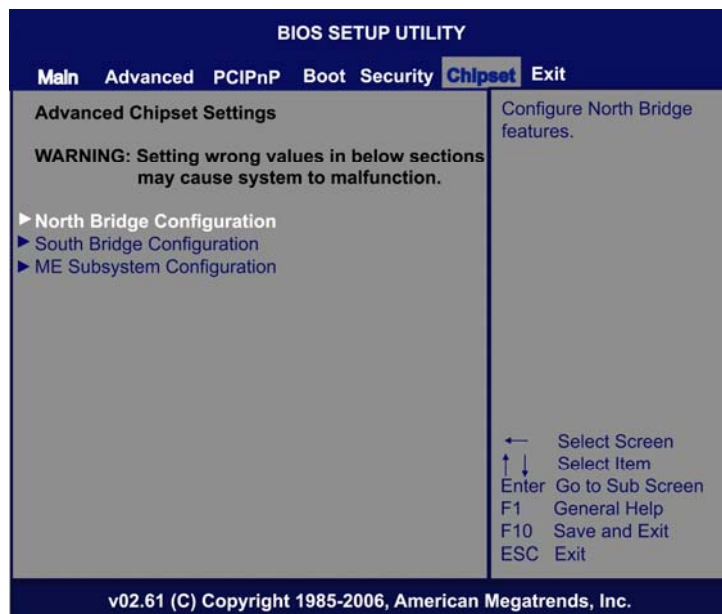 BIOS SETUP UTILITY
Main Advanced PCIPnP Boot Security Chipset Exit
Advanced Chipset Settings
WARNING: Setting wrong values in below sections
may cause system to malfunction.
▶North Bridge Configuration
▶South Bridge Configuration
▶ME Subsystem Configuration
Configure North Bridge
features.
← Select Screen
↑↓ Select Item
Enter Go to Sub Screen
F1 General Help
F10 Save and Exit
ESC Exit
v02.61 (C) Copyright 1985-2006, American Megatrends, Inc.